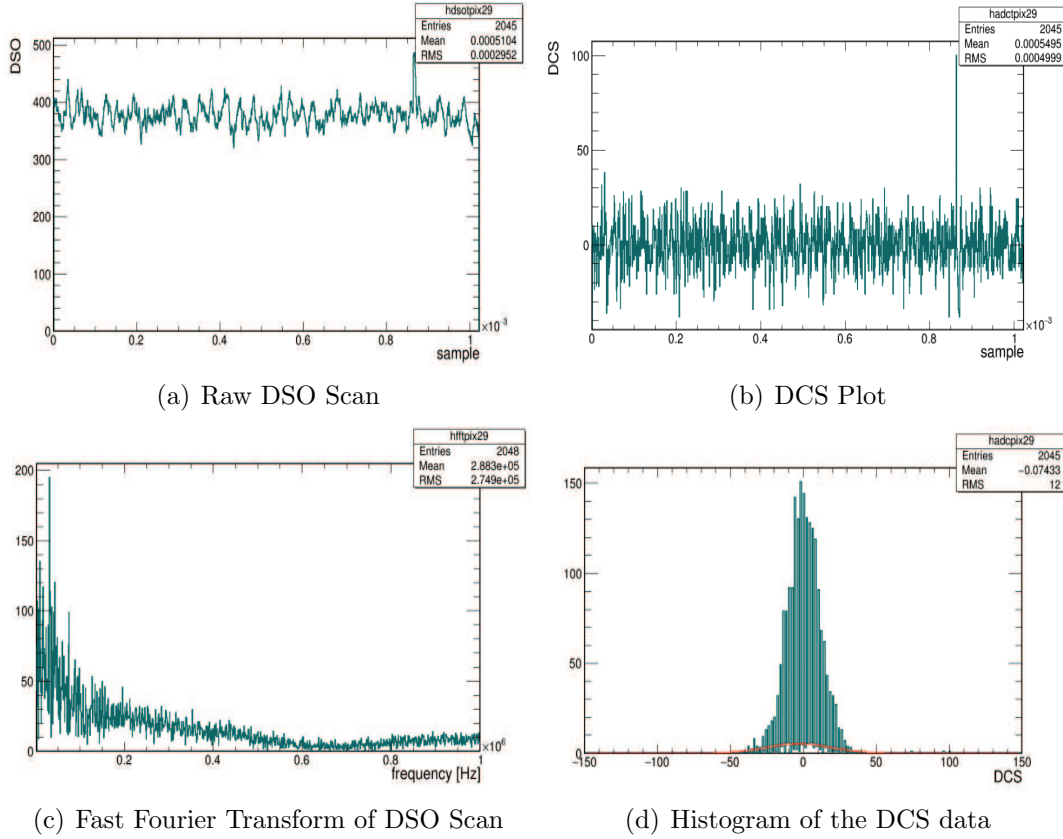 hdsotpix29
Entries 2045
Mean 0.0005104
RMS 0.0002952
DSO
500
400
300
200
100
0
0 0.2 0.4 0.6 0.8 1
×10⁻³
sample
(a) Raw DSO Scan
hadctpix29
Entries 2045
Mean 0.0005495
RMS 0.0004999
DCS
100
50
0
0 0.2 0.4 0.6 0.8 1
×10⁻³
sample
(b) DCS Plot
hfftpix29
Entries 2048
Mean 2.883e+05
RMS 2.749e+05
200
150
100
50
0
0.2 0.4 0.6 0.8 1
×10⁶
frequency [Hz]
(c) Fast Fourier Transform of DSO Scan
hadcpix29
Entries 2045
Mean −0.07433
RMS 12
150
100
50
0
−150 −100 −50 0 50 100 150
DCS
(d) Histogram of the DCS data